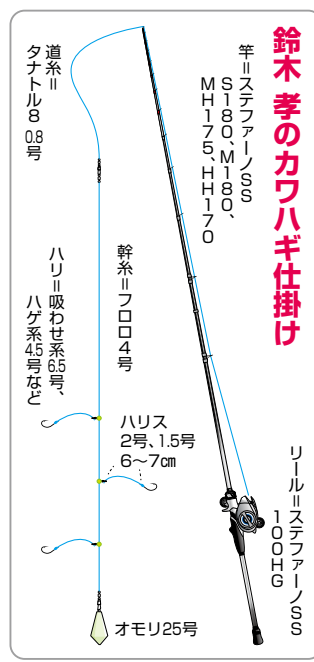 鈴木 孝のカワハギ仕掛け
竿＝ステファーノSS
S180、M180、
MH175、HH170
リール＝ステファーノSS
100HG
道糸＝
タナトル8 0.8号
幹糸＝フロロ4号
ハリ＝吸わせ系6.5号、
ハゲ系4.5号など
ハリス
2号、1.5号
6〜7㎝
オモリ25号